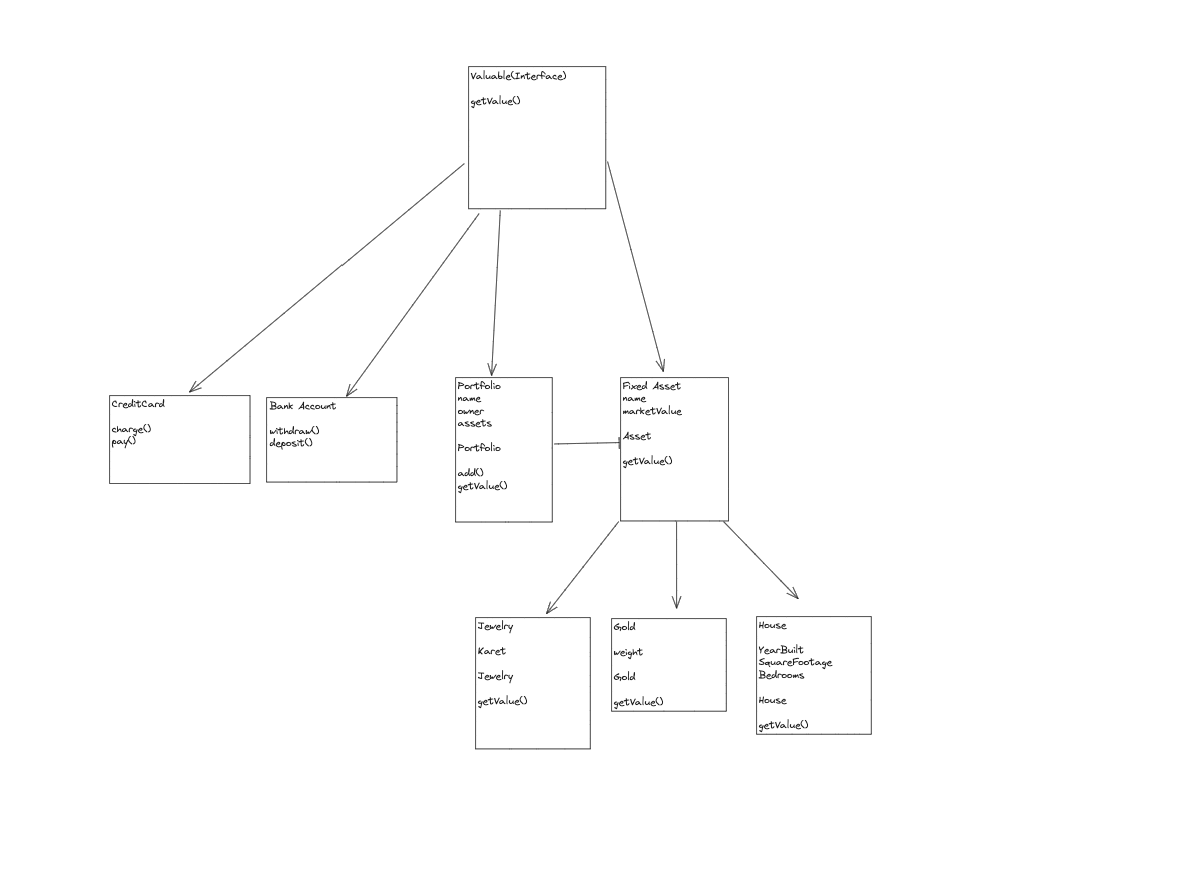 Valuable(Interface)
getValue()
CreditCard
charge()
pay()
Bank Account
withdraw()
deposit()
Portfolio
name
owner
assets
Portfolio
add()
getValue()
Fixed Asset
name
marketValue
Asset
getValue()
Jewelry
Karet
Jewelry
getValue()
Gold
weight
Gold
getValue()
House
YearBuilt
SquareFootage
Bedrooms
House
getValue()